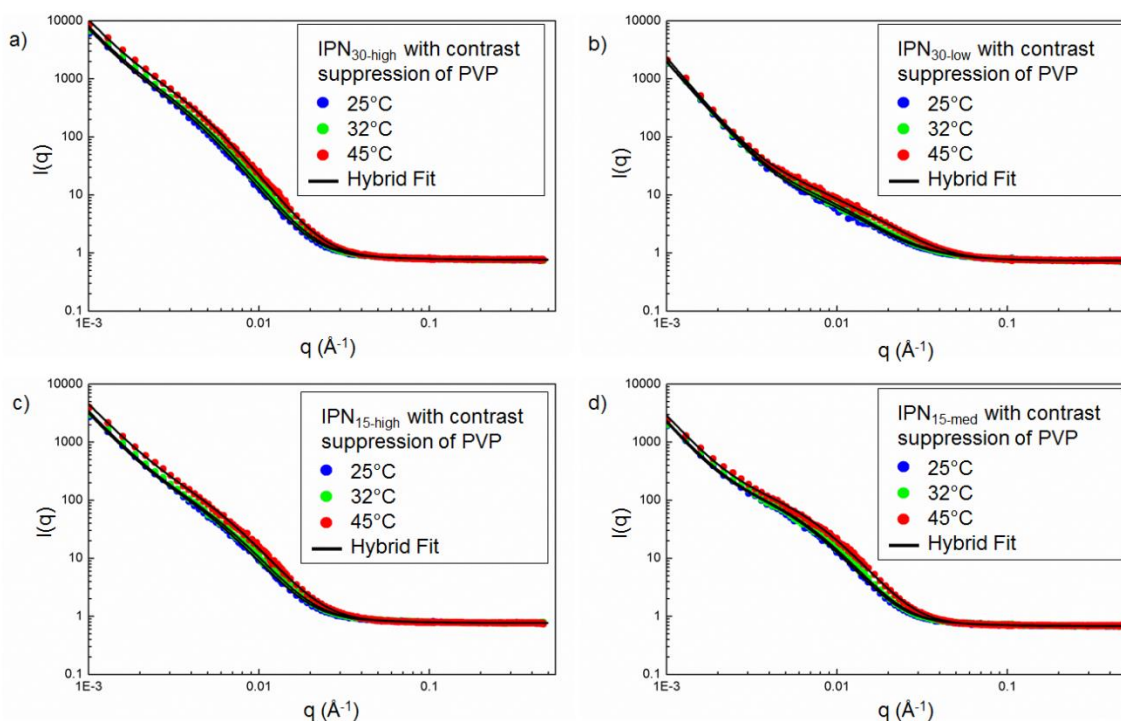 a)
10000
1000
100
10
1
0.1
I(q)
IPN30-high with contrast
suppression of PVP
25°C
32°C
45°C
Hybrid Fit
1E-3
0.01
0.1
q (Å-1)
b)
10000
1000
100
10
1
0.1
I(q)
IPN30-low with contrast
suppression of PVP
25°C
32°C
45°C
Hybrid Fit
1E-3
0.01
0.1
q (Å-1)
c)
10000
1000
100
10
1
0.1
I(q)
IPN15-high with contrast
suppression of PVP
25°C
32°C
45°C
Hybrid Fit
1E-3
0.01
0.1
q (Å-1)
d)
10000
1000
100
10
1
0.1
I(q)
IPN15-med with contrast
suppression of PVP
25°C
32°C
45°C
Hybrid Fit
1E-3
0.01
0.1
q (Å-1)